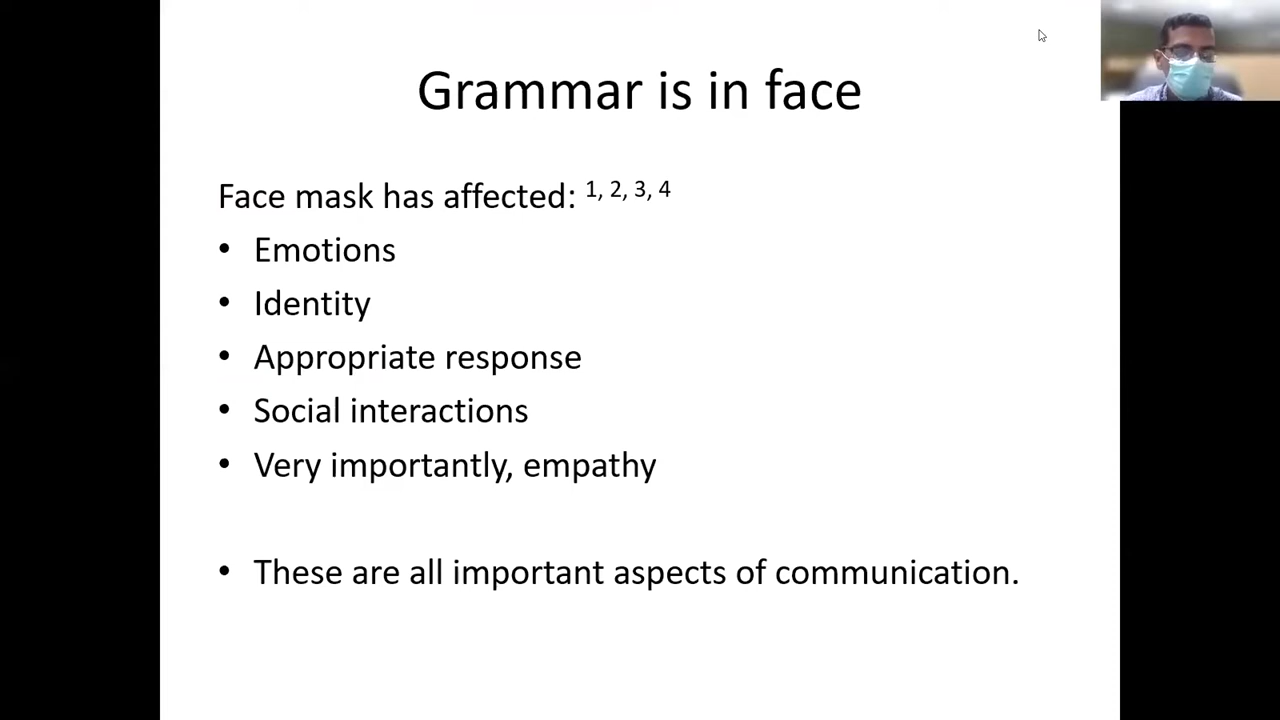 Grammar is in face
Face mask has affected: 1, 2, 3, 4
• Emotions
• Identity
• Appropriate response
• Social interactions
• Very importantly, empathy
• These are all important aspects of communication.